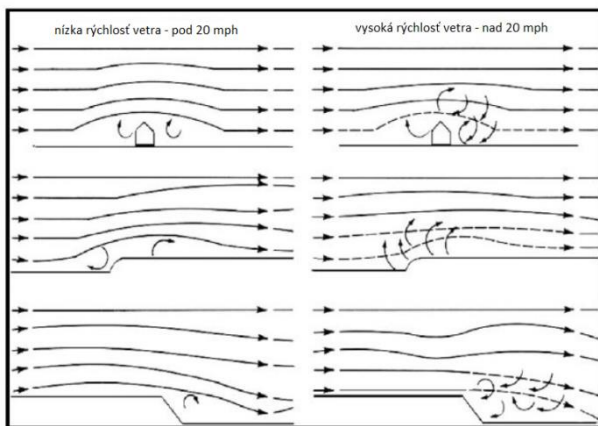 nízka rýchlosť vetra - pod 20 mph
vysoká rýchlosť vetra - nad 20 mph